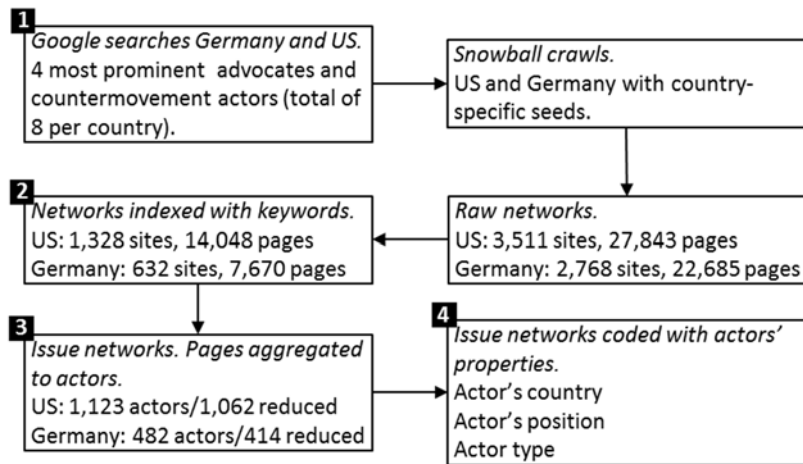 1
Google searches Germany and US.
4 most prominent advocates and
countermovement actors (total of
8 per country).
Snowball crawls.
US and Germany with country-
specific seeds.
2
Networks indexed with keywords.
US: 1,328 sites, 14,048 pages
Germany: 632 sites, 7,670 pages
Raw networks.
US: 3,511 sites, 27,843 pages
Germany: 2,768 sites, 22,685 pages
3
Issue networks. Pages aggregated
to actors.
US: 1,123 actors/1,062 reduced
Germany: 482 actors/414 reduced
4
Issue networks coded with actors’
properties.
Actor’s country
Actor’s position
Actor type